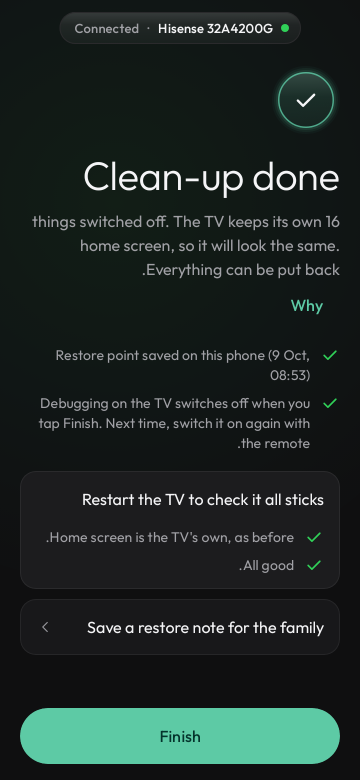 Connected · Hisense 32A4200G
Clean-up done
16 things switched off. The TV keeps its own
home screen, so it will look the same.
Everything can be put back.
Why
Restore point saved on this phone (9 Oct,
08:53)
Debugging on the TV switches off when you
tap Finish. Next time, switch it on again with
the remote.
Restart the TV to check it all sticks
Home screen is the TV's own, as before.
All good.
Save a restore note for the family
Finish